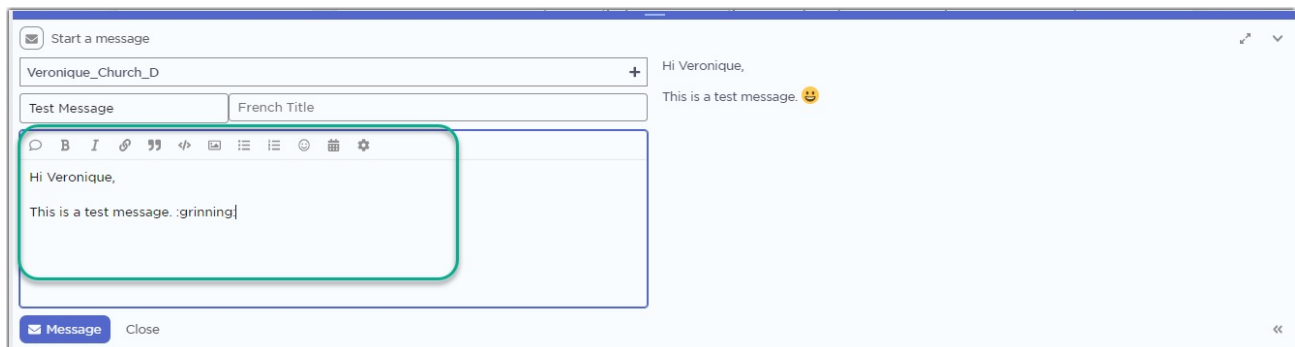 Start a message
Veronique_Church_D
Test Message
French Title
Hi Veronique,
This is a test message. :grinning:
Message Close
Hi Veronique,
This is a test message. 😃